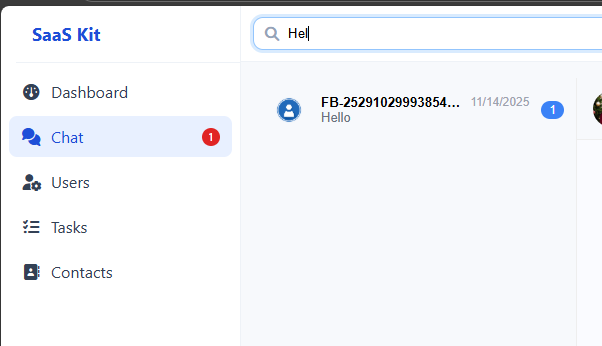 SaaS Kit
Hel
Dashboard
Chat 1
Users
Tasks
Contacts
FB-25291029993854... 11/14/2025
Hello 1